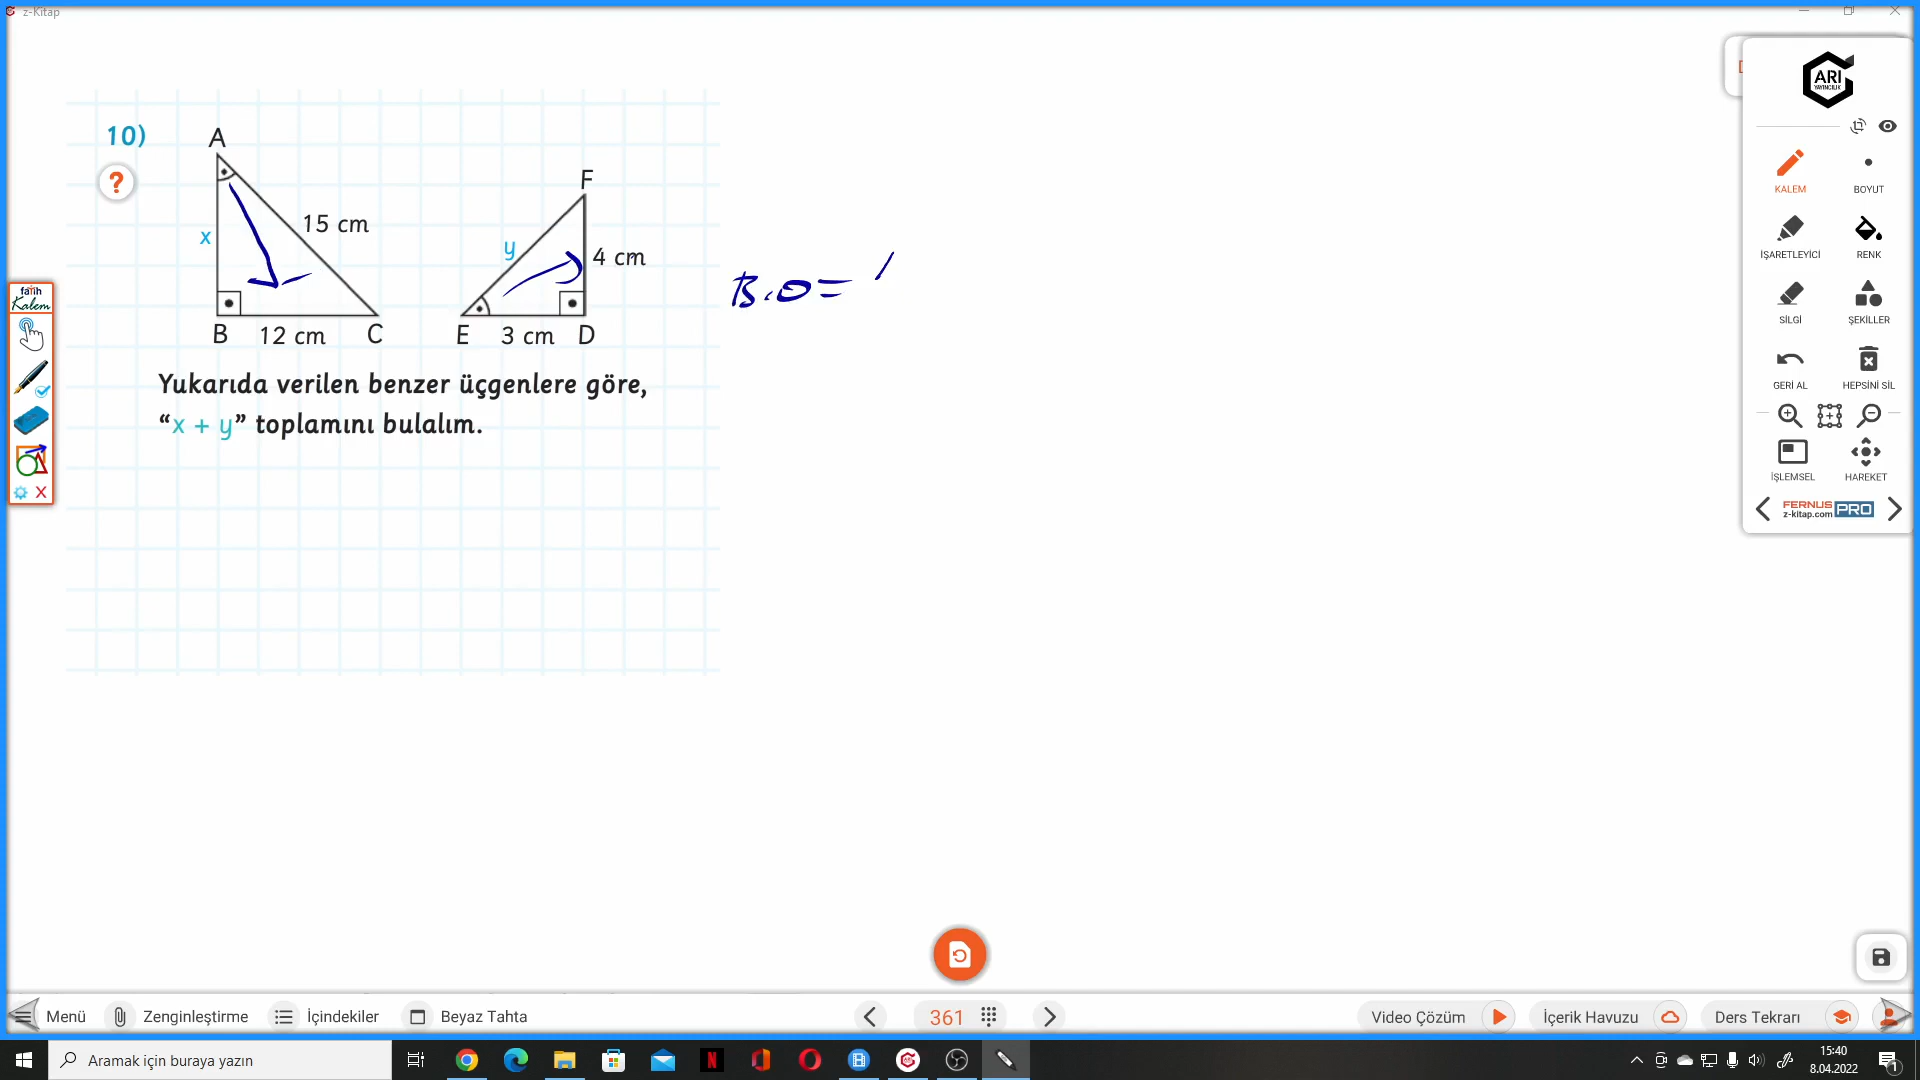 z-Kitap
10)
A
F
15 cm
x
y
4 cm
B.O =
B 12 cm C
E 3 cm D
Yukarıda verilen benzer üçgenlere göre,
“x + y” toplamını bulalım.
fatih
Kalem
ARI
YAYINCILIK
KALEM
BOYUT
İŞARETLEYİCİ
RENK
SİLGİ
ŞEKİLLER
GERİ AL
HEPSİNİ SİL
İŞLEMSEL
HAREKET
FERNUS
z-kitap.com PRO
Menü
Zenginleştirme
İçindekiler
Beyaz Tahta
361
Video Çözüm
İçerik Havuzu
Ders Tekrarı
Aramak için buraya yazın
15:40
8.04.2022
1